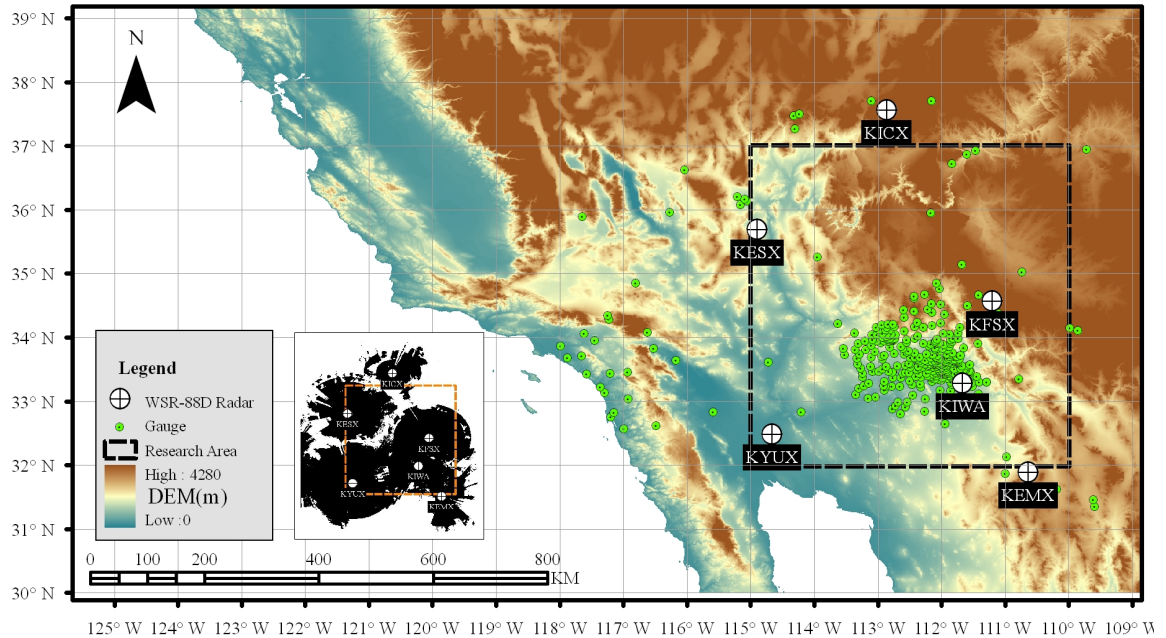 39° N
38° N
37° N
36° N
35° N
34° N
33° N
32° N
31° N
30° N
N
KICX
KESX
KFSX
KIWA
KYUX
KEMX
Legend
WSR-88D Radar
Gauge
Research Area
High : 4280
DEM(m)
Low :0
KICX
KESX
KFSX
KIWA
KYUX
KEMX
0 100 200 400 600 800
KM
125° W 124° W 123° W 122° W 121° W 120° W 119° W 118° W 117° W 116° W 115° W 114° W 113° W 112° W 111° W 110° W 109° W